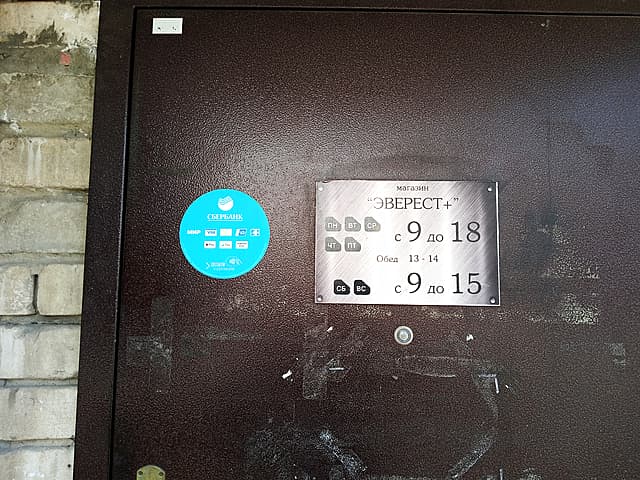 СБЕРБАНК
МИР
магазин
"ЭВЕРЕСТ+"
ПН ВТ СР
ЧТ ПТ
с 9 до 18
Обед 13 - 14
СБ ВС
с 9 до 15